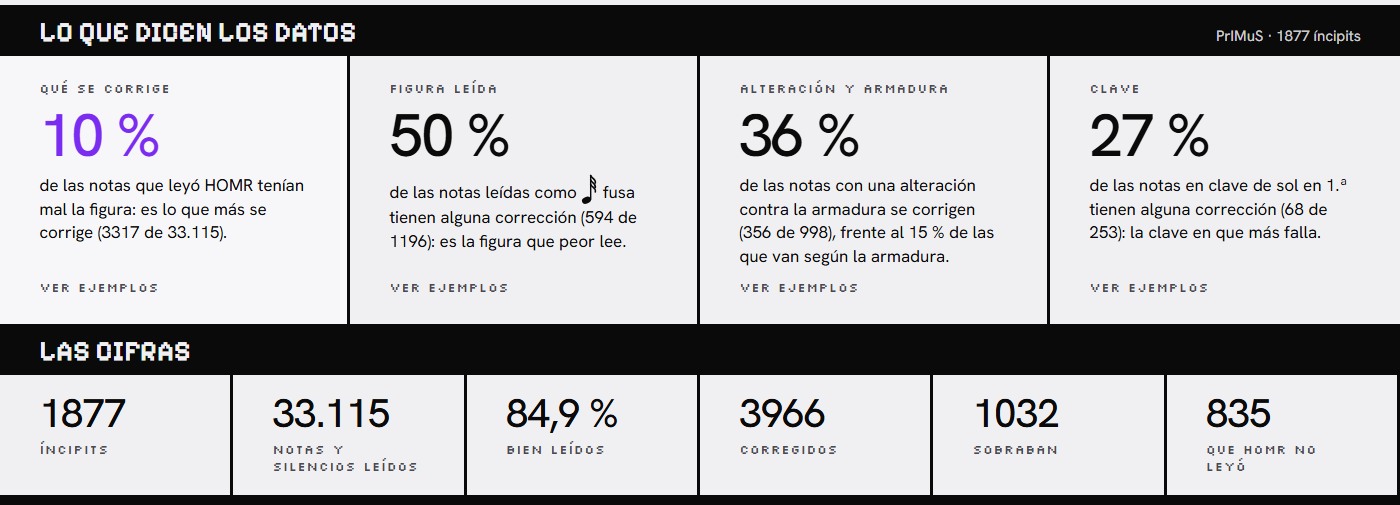 LO QUE DICEN LOS DATOS
PrIMuS · 1877 íncipits
QUÉ SE CORRIGE
10 %
de las notas que leyó HOMR tenían
mal la figura: es lo que más se
corrige (3317 de 33.115).
VER EJEMPLOS
FIGURA LEÍDA
50 %
de las notas leídas como fusa
tienen alguna corrección (594 de
1196): es la figura que peor lee.
VER EJEMPLOS
ALTERACIÓN Y ARMADURA
36 %
de las notas con una alteración
contra la armadura se corrigen
(356 de 998), frente al 15 % de las
que van según la armadura.
VER EJEMPLOS
CLAVE
27 %
de las notas en clave de sol en 1.ª
tienen alguna corrección (68 de
253): la clave en que más falla.
VER EJEMPLOS
LAS CIFRAS
1877
ÍNCIPITS
33.115
NOTAS Y
SILENCIOS LEÍDOS
84,9 %
BIEN LEÍDOS
3966
CORREGIDOS
1032
SOBRABAN
835
QUE HOMR NO
LEYÓ